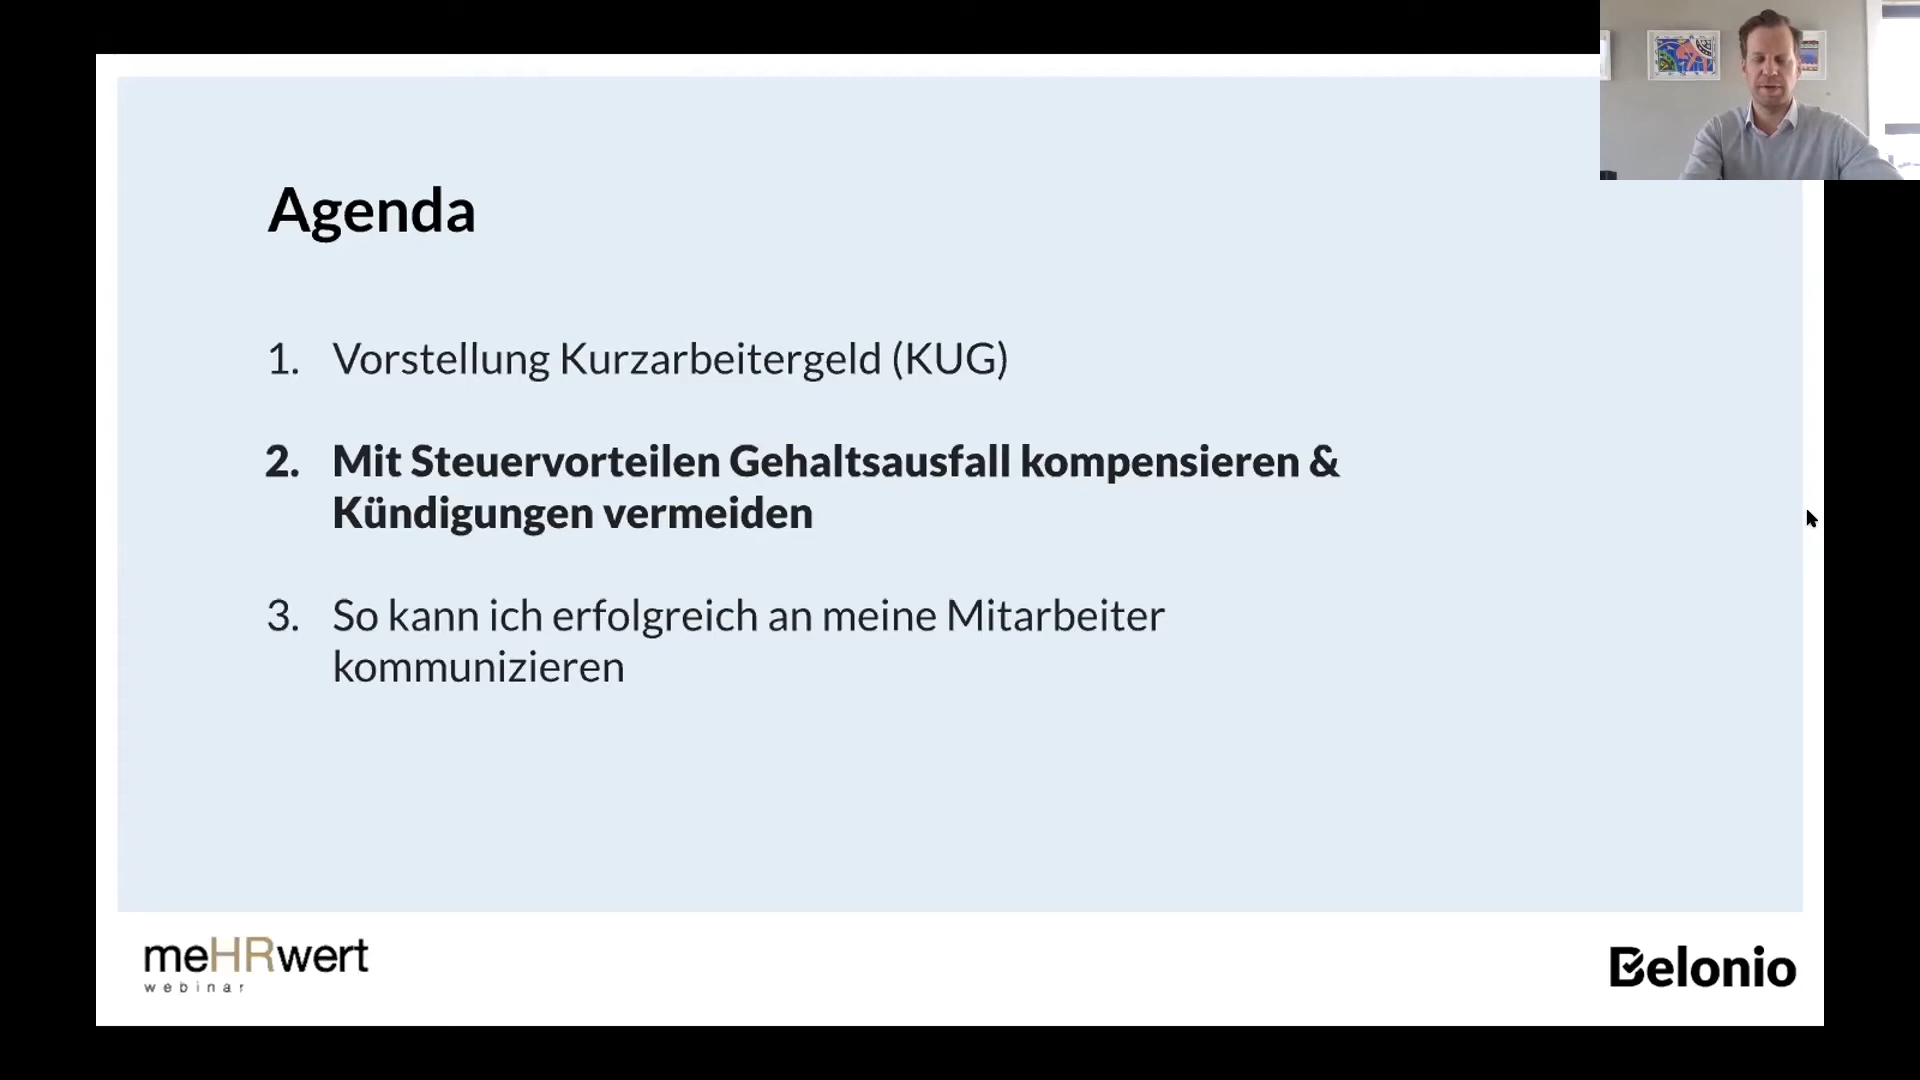 Agenda
1. Vorstellung Kurzarbeitergeld (KUG)
2. Mit Steuervorteilen Gehaltsausfall kompensieren &
Kündigungen vermeiden
3. So kann ich erfolgreich an meine Mitarbeiter
kommunizieren
meHRwert
webinar
Belonio